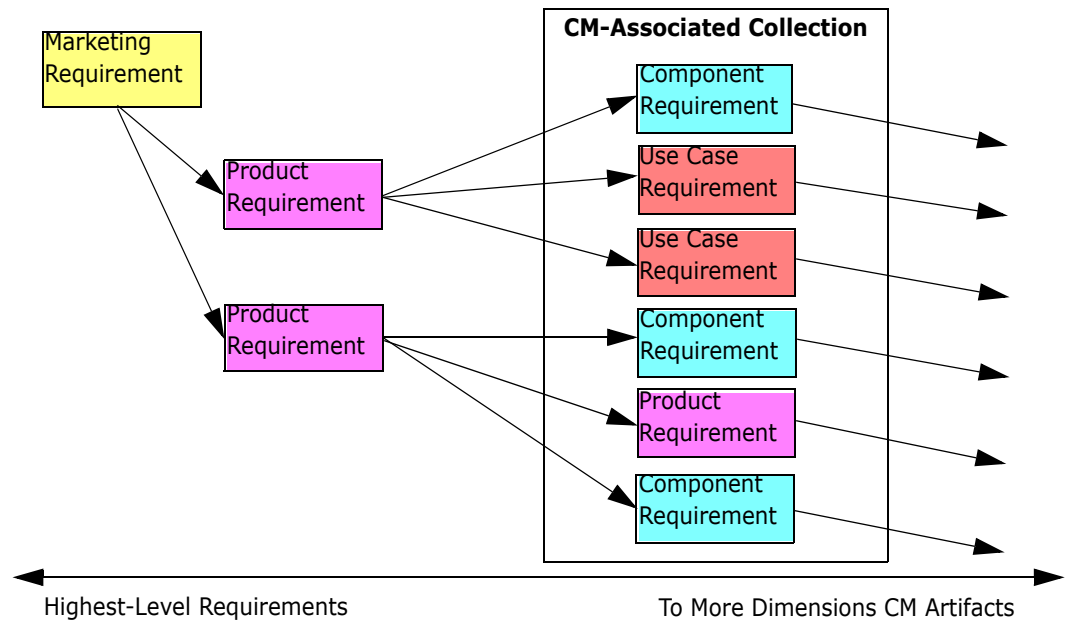 CM-Associated Collection
Marketing
Requirement
Component
Requirement
Product
Requirement
Use Case
Requirement
Use Case
Requirement
Product
Requirement
Component
Requirement
Product
Requirement
Component
Requirement
Highest-Level Requirements
To More Dimensions CM Artifacts